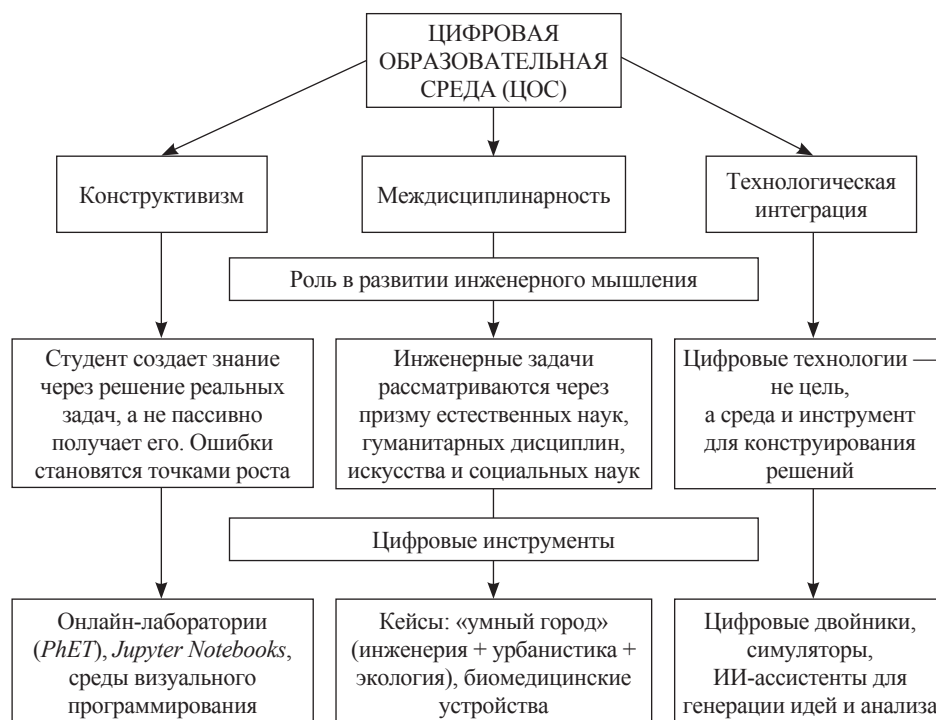 ЦИФРОВАЯ
ОБРАЗОВАТЕЛЬНАЯ
СРЕДА (ЦОС)
Конструктивизм
Междисциплинарность
Технологическая
интеграция
Роль в развитии инженерного мышления
Студент создает знание
через решение реальных
задач, а не пассивно
получает его. Ошибки
становятся точками роста
Инженерные задачи
рассматриваются через
призму естественных наук,
гуманитарных дисциплин,
искусства и социальных наук
Цифровые технологии —
не цель,
а среда и инструмент
для конструирования
решений
Цифровые инструменты
Онлайн-лаборатории
(PhET), Jupyter Notebooks,
среды визуального
программирования
Кейсы: «умный город»
(инженерия + урбанистика +
экология), биомедицинские
устройства
Цифровые двойники,
симуляторы,
ИИ-ассистенты для
генерации идей и анализа